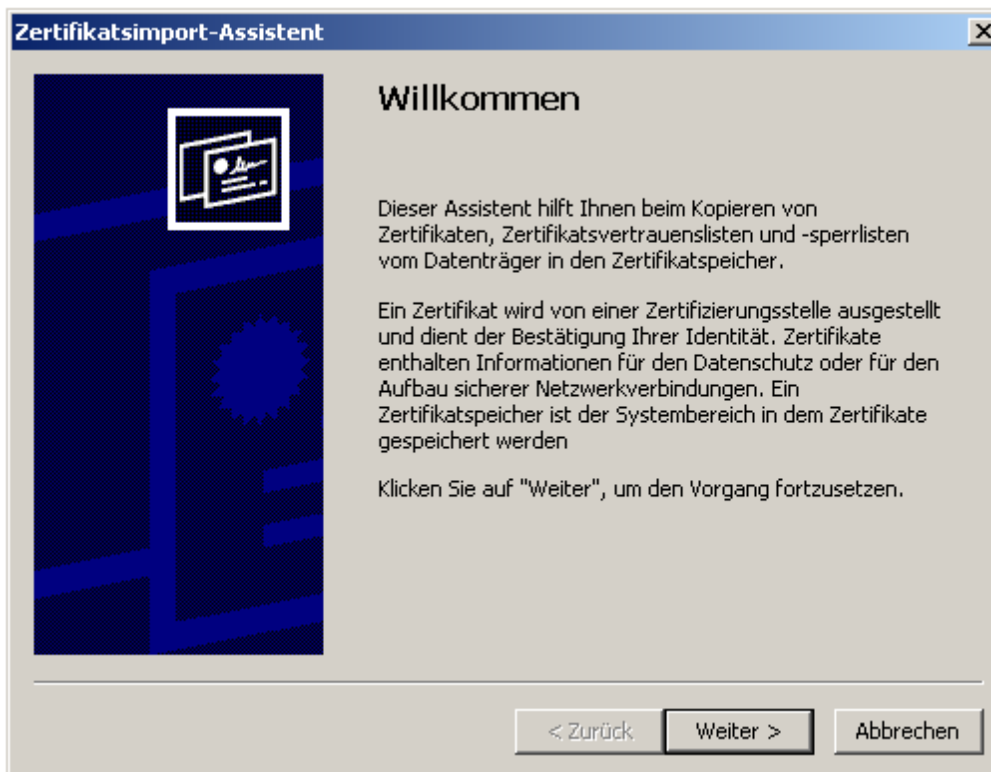 Zertifikatsimport-Assistent
Willkommen
Dieser Assistent hilft Ihnen beim Kopieren von
Zertifikaten, Zertifikatsvertrauenslisten und -sperrlisten
vom Datenträger in den Zertifikatspeicher.
Ein Zertifikat wird von einer Zertifizierungsstelle ausgestellt
und dient der Bestätigung Ihrer Identität. Zertifikate
enthalten Informationen für den Datenschutz oder für den
Aufbau sicherer Netzwerkverbindungen. Ein
Zertifikatspeicher ist der Systembereich in dem Zertifikate
gespeichert werden
Klicken Sie auf "Weiter", um den Vorgang fortzusetzen.
< Zurück Weiter > Abbrechen